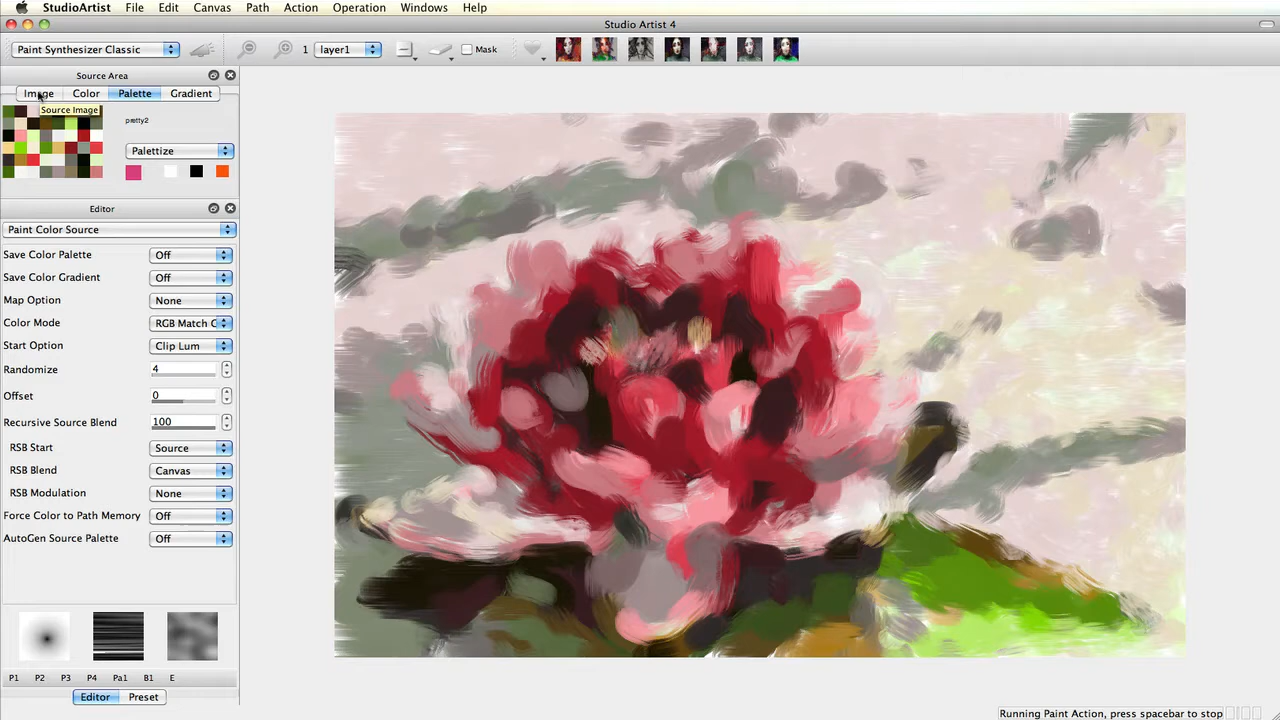 StudioArtist File Edit Canvas Path Action Operation Windows Help
Studio Artist 4
Paint Synthesizer Classic 1 layer1 Mask
Source Area
Image Color Palette Gradient
Source Image
pretty2
Palettize
Editor
Paint Color Source
Save Color Palette Off
Save Color Gradient Off
Map Option None
Color Mode RGB Match C
Start Option Clip Lum
Randomize 4
Offset 0
Recursive Source Blend 100
RSB Start Source
RSB Blend Canvas
RSB Modulation None
Force Color to Path Memory Off
AutoGen Source Palette Off
P1 P2 P3 P4 Pa1 B1 E
Editor Preset
Running Paint Action, press spacebar to stop